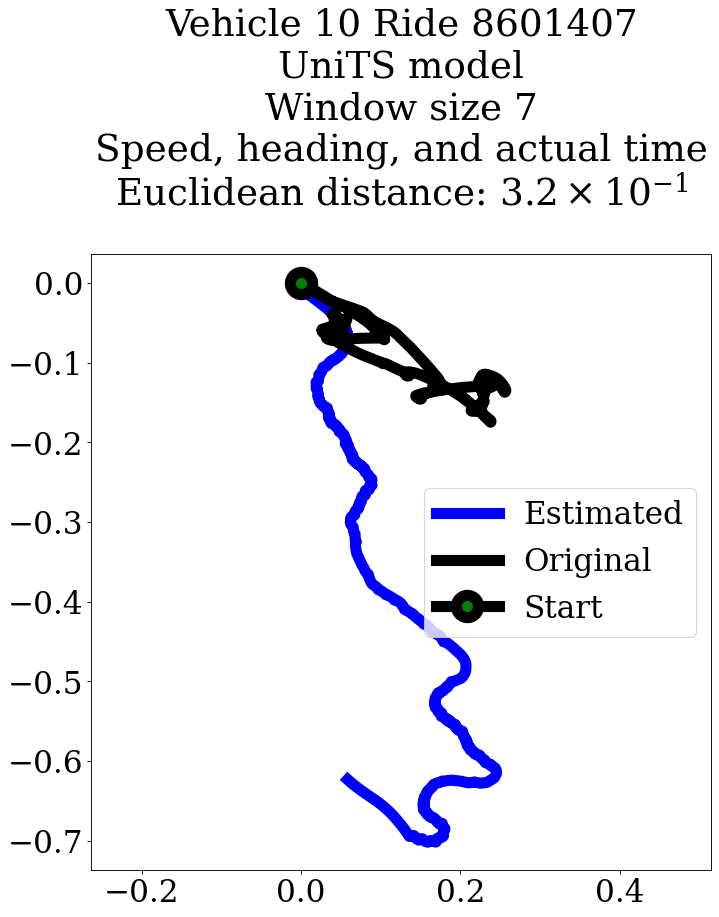 Vehicle 10 Ride 8601407
UniTS model
Window size 7
Speed, heading, and actual time
Euclidean distance: 3.2 × 10⁻¹
0.0
−0.1
−0.2
−0.3
−0.4
−0.5
−0.6
−0.7
Estimated
Original
Start
−0.2 0.0 0.2 0.4